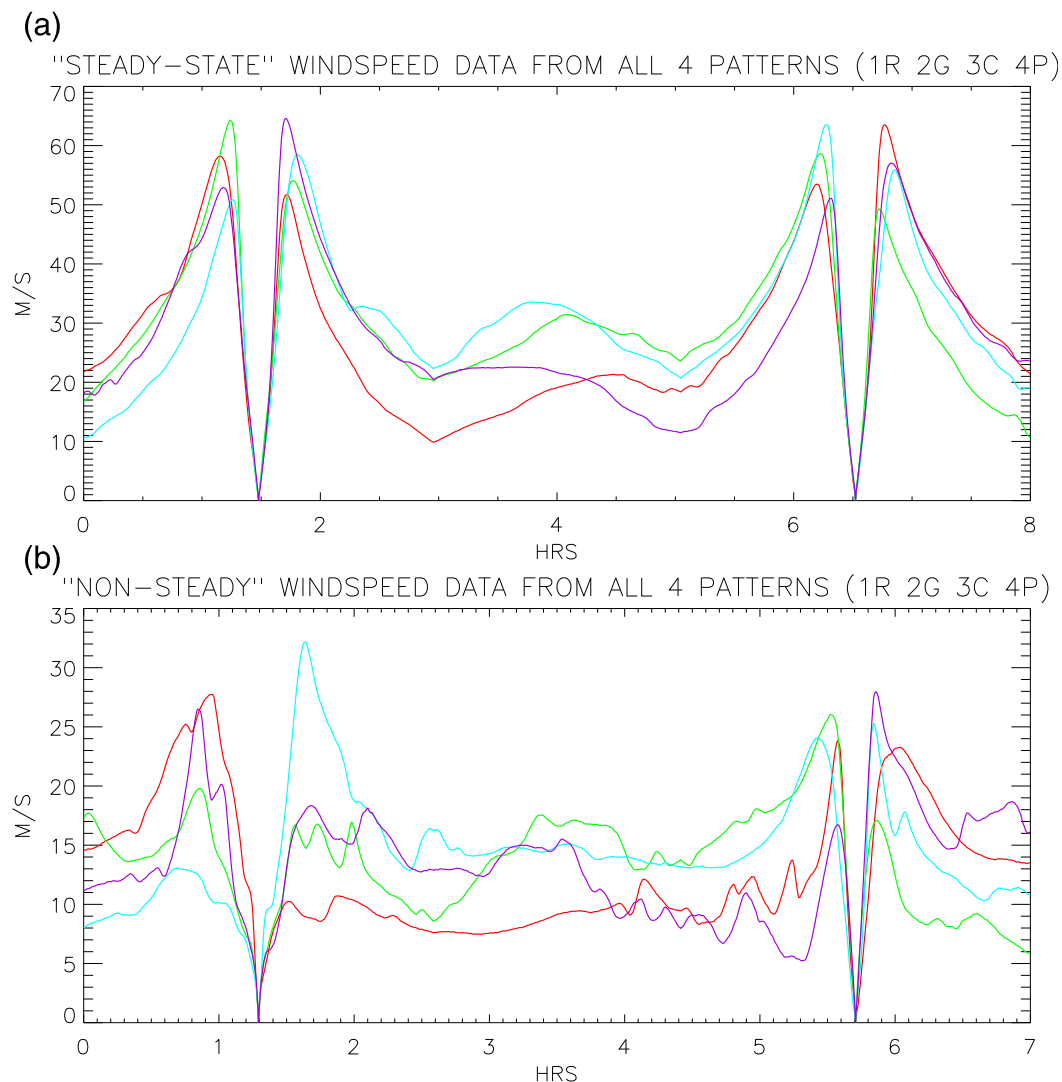 (a)
"STEADY-STATE" WINDSPEED DATA FROM ALL 4 PATTERNS (1R 2G 3C 4P)
70
60
50
40
30
20
10
0
M/S
0 2 4 6 8
HRS
(b)
"NON-STEADY" WINDSPEED DATA FROM ALL 4 PATTERNS (1R 2G 3C 4P)
35
30
25
20
15
10
5
0
M/S
0 1 2 3 4 5 6 7
HRS